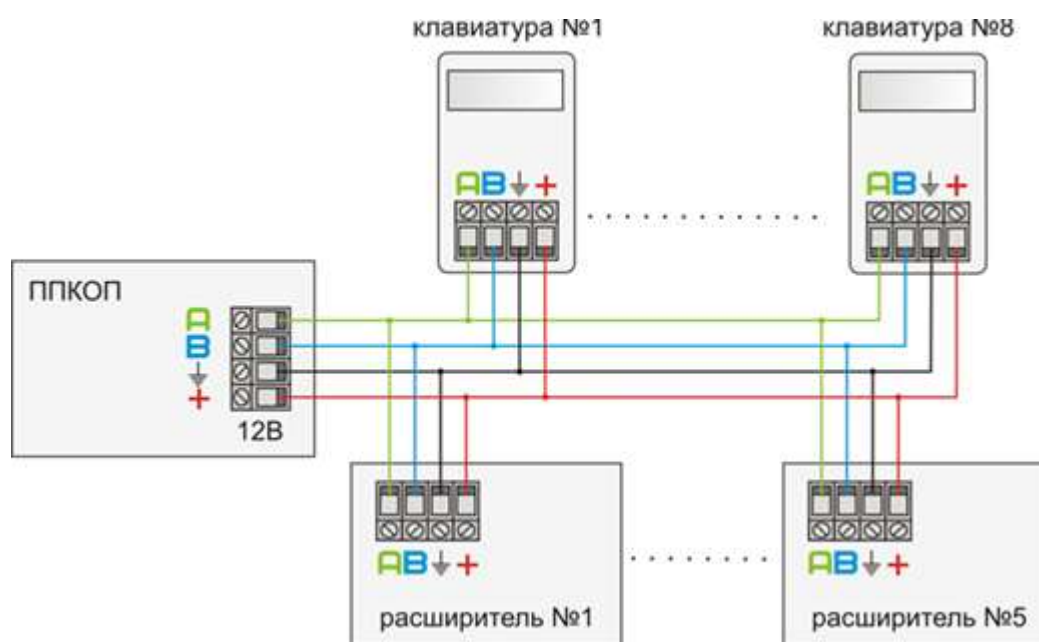 клавиатура №1
клавиатура №8
AB +
AB +
ППКОП
A
B
+
12В
AB +
AB +
расширитель №1
расширитель №5